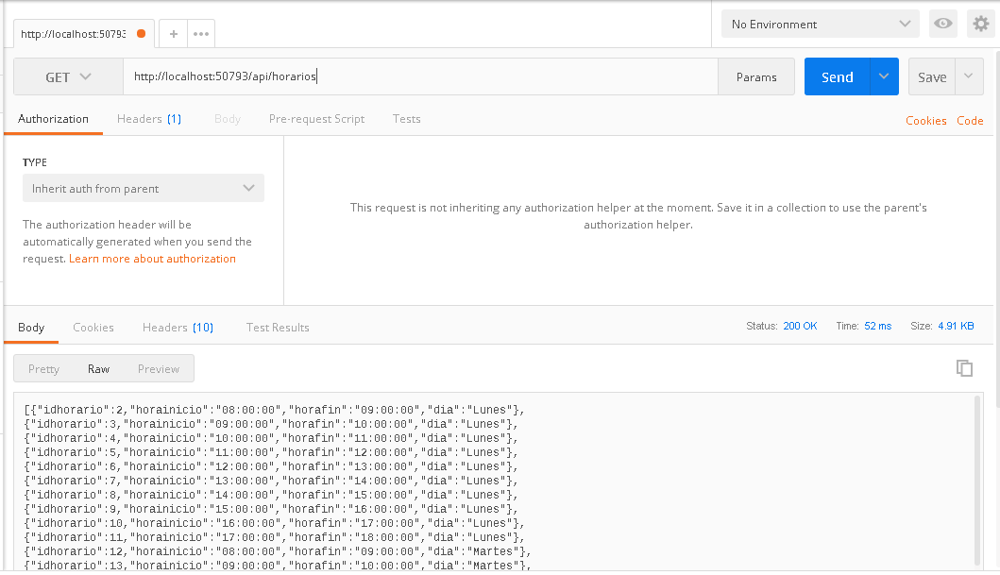 http://localhost:50793
+
•••
No Environment
GET
http://localhost:50793/api/horarios
Params
Send
Save
Authorization
Headers (1)
Body
Pre-request Script
Tests
Cookies
Code
TYPE
Inherit auth from parent
The authorization header will be
automatically generated when you send the
request. Learn more about authorization
This request is not inheriting any authorization helper at the moment. Save it in a collection to use the parent's
authorization helper.
Body
Cookies
Headers (10)
Test Results
Status: 200 OK
Time: 52 ms
Size: 4.91 KB
Pretty
Raw
Preview
[{"idhorario":2,"horainicio":"08:00:00","horafin":"09:00:00","dia":"Lunes"},
{"idhorario":3,"horainicio":"09:00:00","horafin":"10:00:00","dia":"Lunes"},
{"idhorario":4,"horainicio":"10:00:00","horafin":"11:00:00","dia":"Lunes"},
{"idhorario":5,"horainicio":"11:00:00","horafin":"12:00:00","dia":"Lunes"},
{"idhorario":6,"horainicio":"12:00:00","horafin":"13:00:00","dia":"Lunes"},
{"idhorario":7,"horainicio":"13:00:00","horafin":"14:00:00","dia":"Lunes"},
{"idhorario":8,"horainicio":"14:00:00","horafin":"15:00:00","dia":"Lunes"},
{"idhorario":9,"horainicio":"15:00:00","horafin":"16:00:00","dia":"Lunes"},
{"idhorario":10,"horainicio":"16:00:00","horafin":"17:00:00","dia":"Lunes"},
{"idhorario":11,"horainicio":"17:00:00","horafin":"18:00:00","dia":"Lunes"},
{"idhorario":12,"horainicio":"08:00:00","horafin":"09:00:00","dia":"Martes"},
{"idhorario":13,"horainicio":"09:00:00","horafin":"10:00:00","dia":"Martes"},